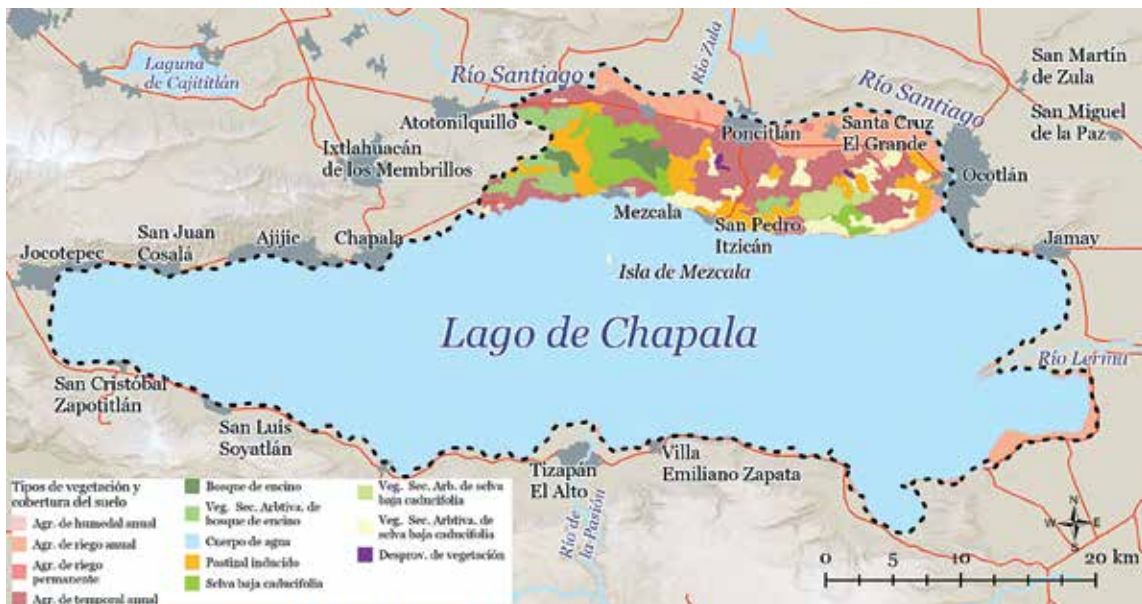 Laguna
de Cajititlán
Río Santiago
Río Zula
San Martín
de Zula
Río Santiago
San Miguel
de la Paz
Atotonilquillo
Poncitlán
Santa Cruz
El Grande
Ixtlahuacán
de los Membrillos
Ocotlán
Mezcala
San Pedro
Itzicán
Jocotepec
San Juan
Cosalá
Ajijic
Chapala
Jamay
Isla de Mezcala
Lago de Chapala
Río Lerma
San Cristóbal
Zapotitlán
San Luis
Soyatlán
Tizapán
El Alto
Villa
Emiliano Zapata
Río de
la Pasión
Tipos de vegetación y
cobertura del suelo
Agr. de humedal anual
Agr. de riego anual
Agr. de riego
permanente
Agr. de temporal anual
Bosque de encino
Veg. Sec. Arbtiva. de
bosque de encino
Cuerpo de agua
Pastizal inducido
Selva baja caducifolia
Veg. Sec. Arb. de selva
baja caducifolia
Veg. Sec. Arbtiva. de
selva baja caducifolia
Desprov. de vegetación
N
W E
S
0 5 10 20 km